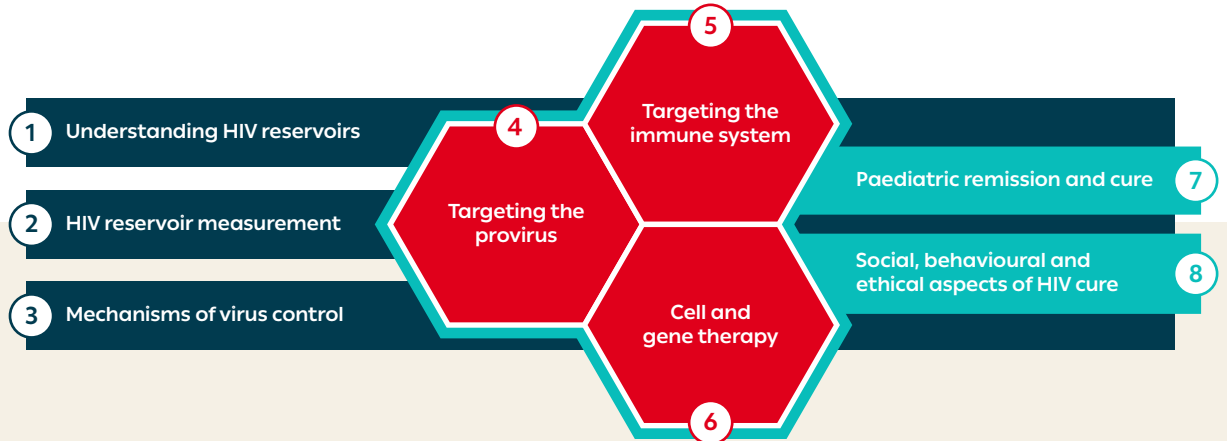 1 Understanding HIV reservoirs
2 HIV reservoir measurement
3 Mechanisms of virus control
4
Targeting the
provirus
5
Targeting the
immune system
Cell and
gene therapy
6
Paediatric remission and cure 7
Social, behavioural and
ethical aspects of HIV cure 8